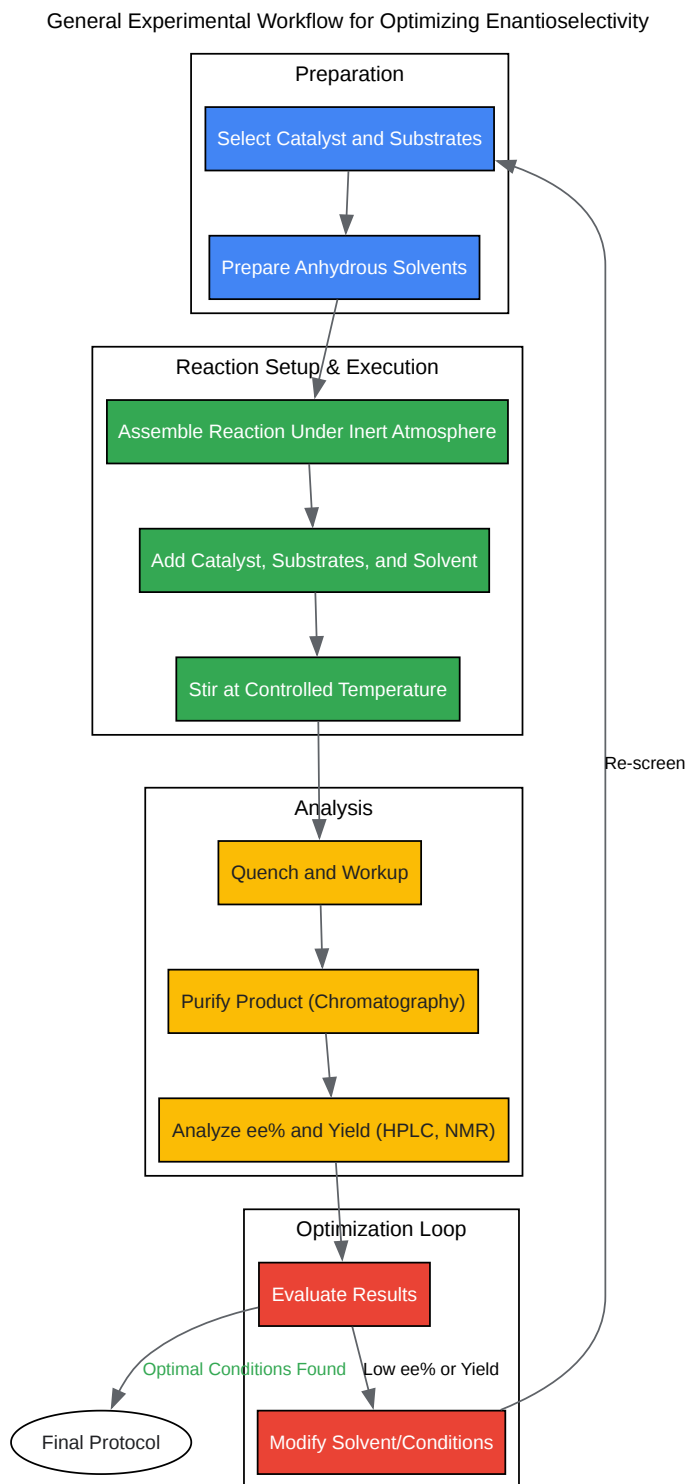 General Experimental Workflow for Optimizing Enantioselectivity
Preparation
Select Catalyst and Substrates
Prepare Anhydrous Solvents
Reaction Setup & Execution
Assemble Reaction Under Inert Atmosphere
Add Catalyst, Substrates, and Solvent
Stir at Controlled Temperature
Re-screen
Analysis
Quench and Workup
Purify Product (Chromatography)
Analyze ee% and Yield (HPLC, NMR)
Optimization Loop
Evaluate Results
Optimal Conditions Found
Low ee% or Yield
Final Protocol
Modify Solvent/Conditions